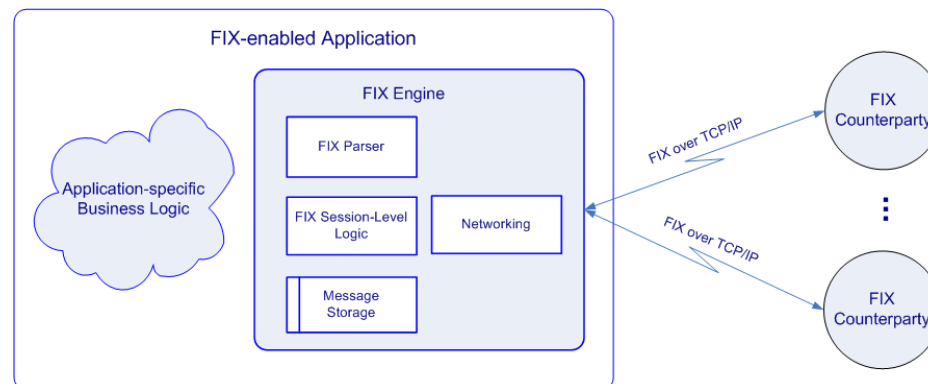 FIX-enabled Application
FIX Engine
FIX Parser
Application-specific
Business Logic
FIX Session-Level
Logic
Networking
Message
Storage
FIX over TCP/IP
FIX over TCP/IP
FIX
Counterparty
...
FIX
Counterparty